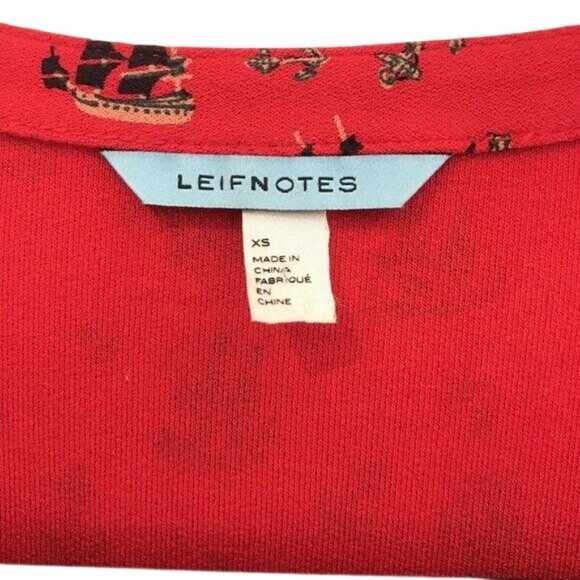 LEIFNOTES
XS
MADE IN
CHINA
FABRIQUÉ
EN
CHINE